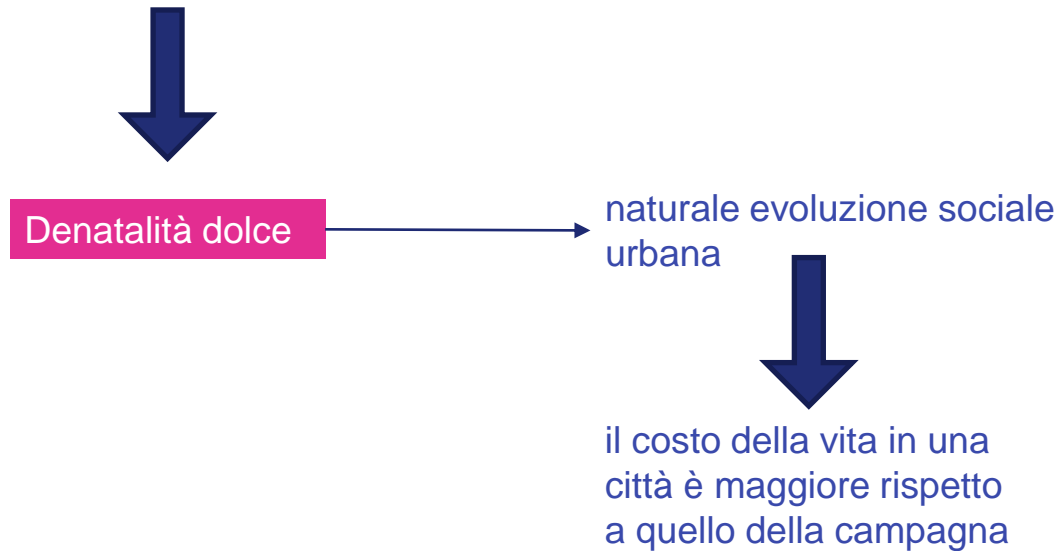 Denatalità dolce
naturale evoluzione sociale
urbana
il costo della vita in una
città è maggiore rispetto
a quello della campagna